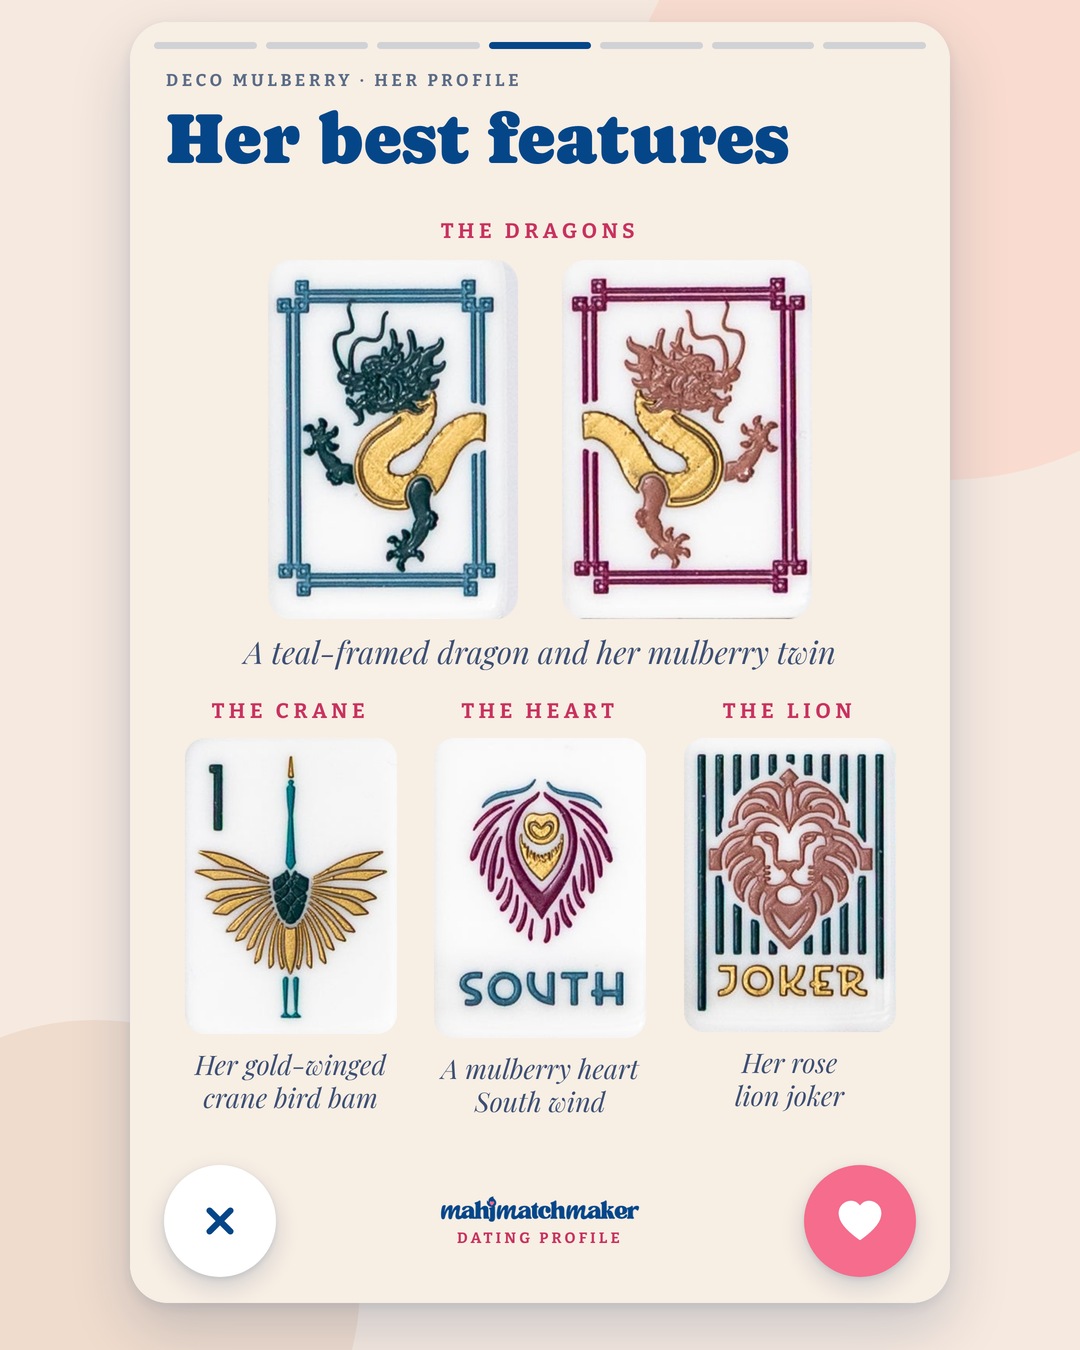 DECO MULBERRY · HER PROFILE
Her best features
THE DRAGONS
A teal-framed dragon and her mulberry twin
THE CRANE
THE HEART
THE LION
1
SOUTH
JOKER
Her gold-winged
crane bird bam
A mulberry heart
South wind
Her rose
lion joker
mahjmatchmaker
DATING PROFILE